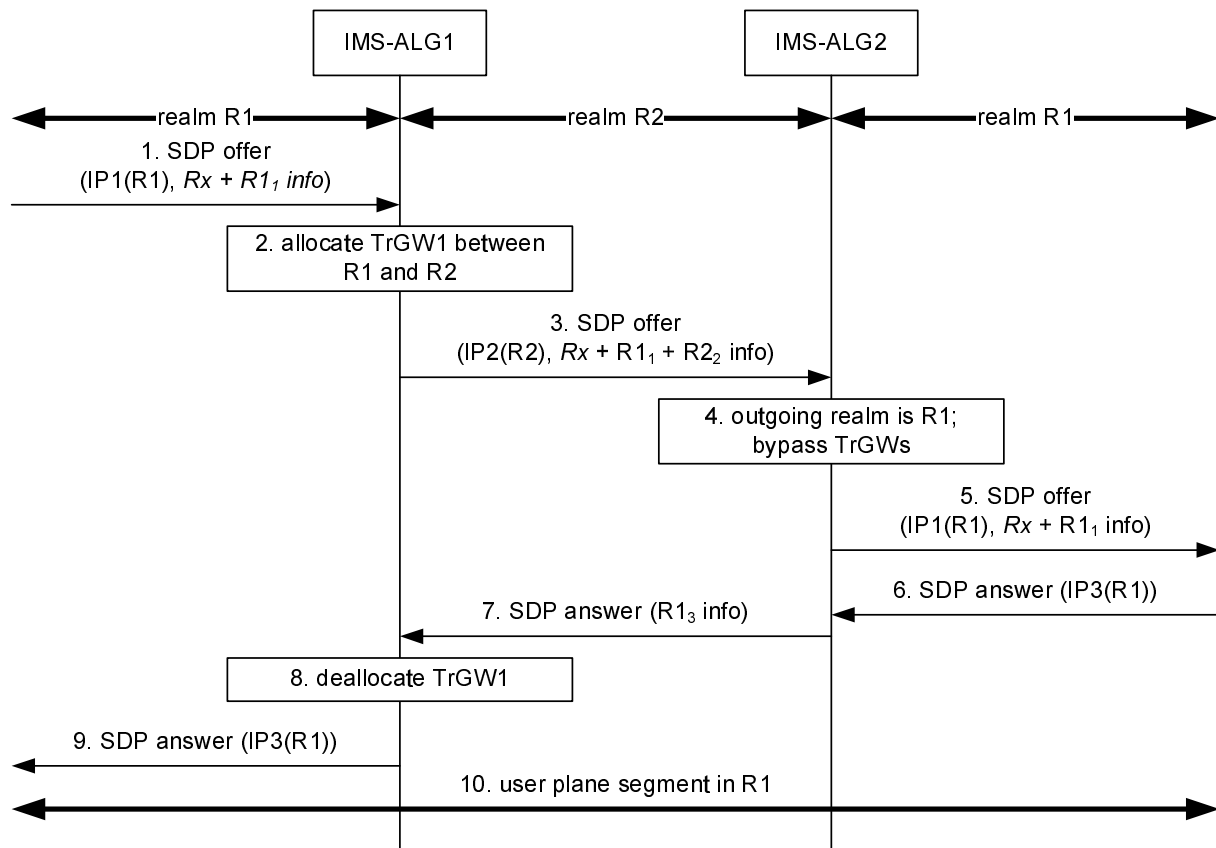 IMS-ALG1
IMS-ALG2
realm R1
realm R2
realm R1
1. SDP offer
(IP1(R1), Rx + R1₁ info)
2. allocate TrGW1 between
R1 and R2
3. SDP offer
(IP2(R2), Rx + R1₁ + R2₂ info)
4. outgoing realm is R1;
bypass TrGWs
5. SDP offer
(IP1(R1), Rx + R1₁ info)
6. SDP answer (IP3(R1))
7. SDP answer (R1₃ info)
8. deallocate TrGW1
9. SDP answer (IP3(R1))
10. user plane segment in R1